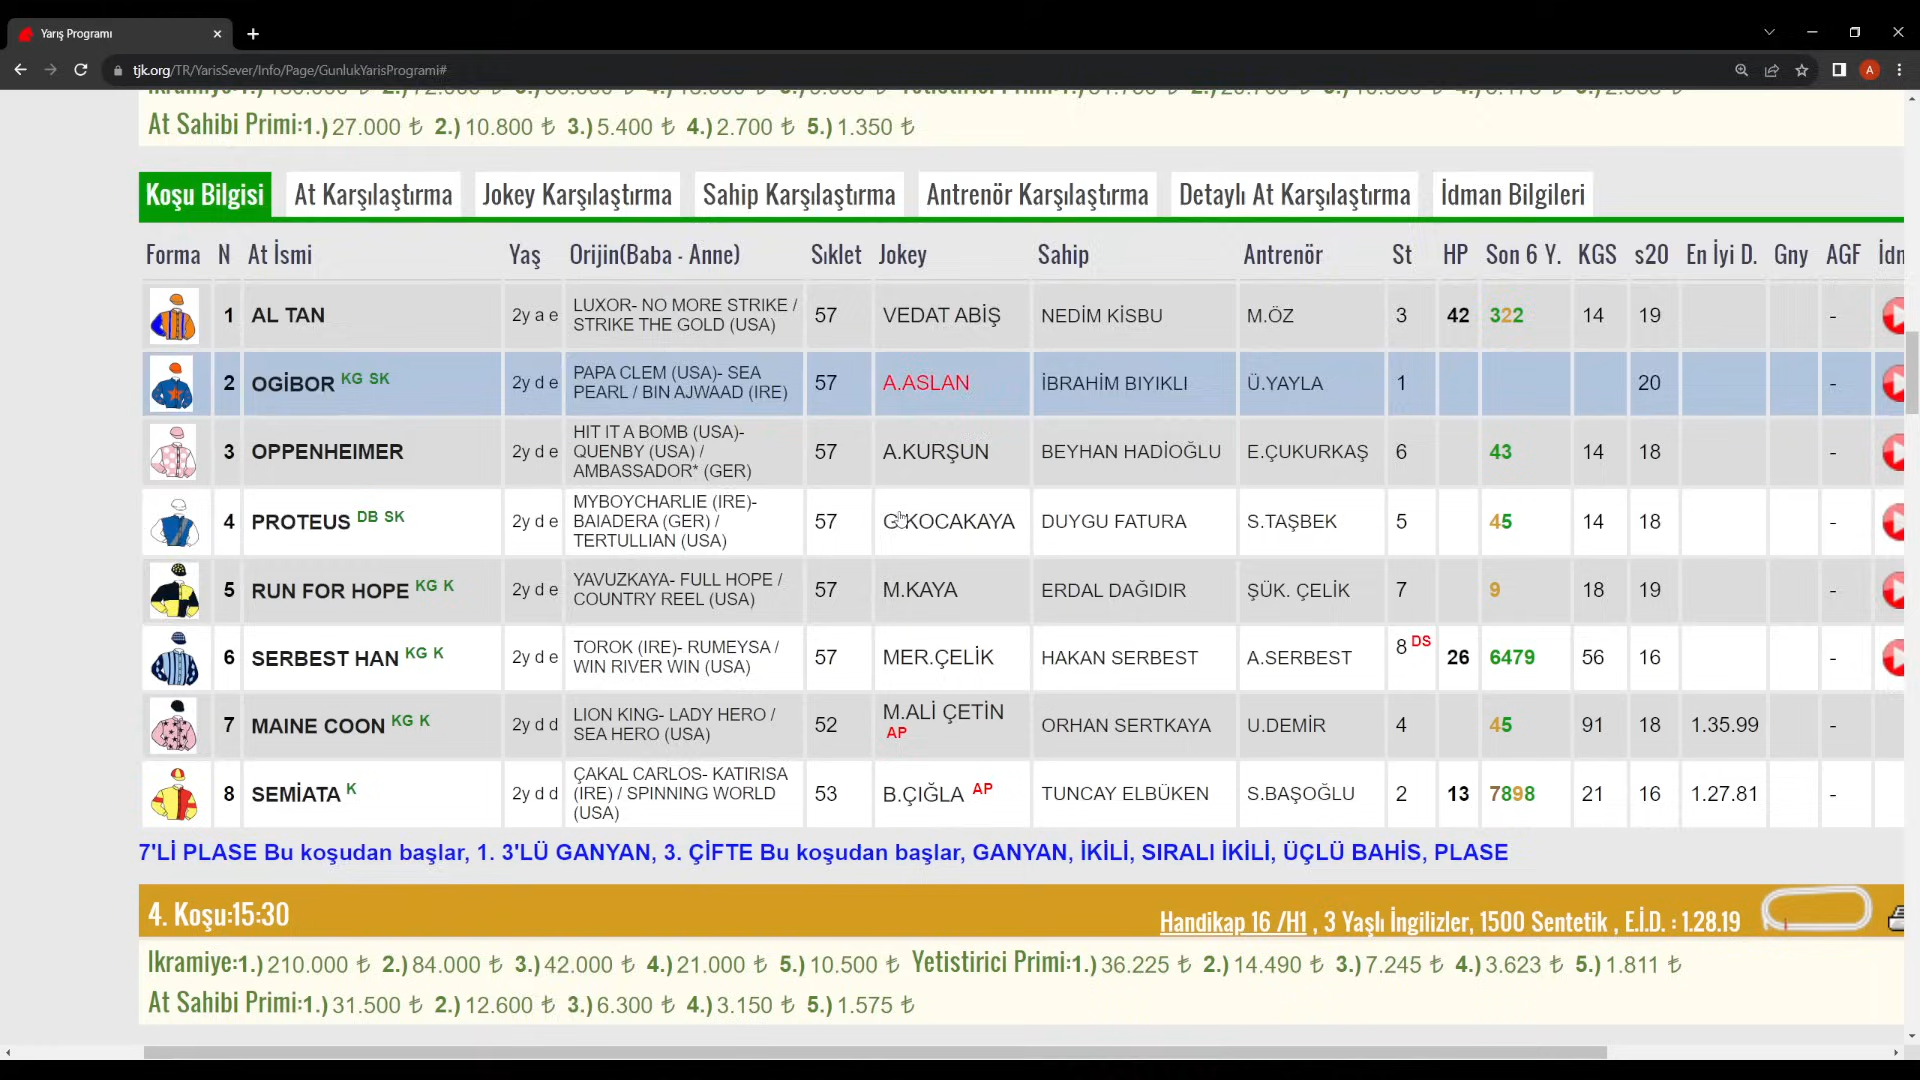 Yarış Programı
tjk.org/TR/YarisSever/Info/Page/GunlukYarisProgrami#
A
At Sahibi Primi:1.) 27.000 ₺ 2.) 10.800 ₺ 3.) 5.400 ₺ 4.) 2.700 ₺ 5.) 1.350 ₺
Koşu Bilgisi At Karşılaştırma Jokey Karşılaştırma Sahip Karşılaştırma Antrenör Karşılaştırma Detaylı At Karşılaştırma İdman Bilgileri
Forma N At İsmi Yaş Orijin(Baba - Anne) Sıklet Jokey Sahip Antrenör St HP Son 6 Y. KGS s20 En İyi D. Gny AGF
1 AL TAN 2y a e LUXOR- NO MORE STRIKE / STRIKE THE GOLD (USA) 57 VEDAT ABİŞ NEDİM KİSBU M.ÖZ 3 42 322 14 19 -
2 OGİBOR KG SK 2y d e PAPA CLEM (USA)- SEA PEARL / BIN AJWAAD (IRE) 57 A.ASLAN İBRAHİM BIYIKLI Ü.YAYLA 1 20 -
3 OPPENHEIMER 2y d e HIT IT A BOMB (USA)- QUENBY (USA) / AMBASSADOR* (GER) 57 A.KURŞUN BEYHAN HADİOĞLU E.ÇUKURKAŞ 6 43 14 18 -
4 PROTEUS DB SK 2y d e MYBOYCHARLIE (IRE)- BAIADERA (GER) / TERTULLIAN (USA) 57 G.KOCAKAYA DUYGU FATURA S.TAŞBEK 5 45 14 18 -
5 RUN FOR HOPE KG K 2y d e YAVUZKAYA- FULL HOPE / COUNTRY REEL (USA) 57 M.KAYA ERDAL DAĞIDIR ŞÜK. ÇELİK 7 9 18 19 -
6 SERBEST HAN KG K 2y d e TOROK (IRE)- RUMEYSA / WIN RIVER WIN (USA) 57 MER.ÇELİK HAKAN SERBEST A.SERBEST 8 DS 26 6479 56 16 -
7 MAINE COON KG K 2y d d LION KING- LADY HERO / SEA HERO (USA) 52 M.ALİ ÇETİN AP ORHAN SERTKAYA U.DEMİR 4 45 91 18 1.35.99 -
8 SEMİATA K 2y d d ÇAKAL CARLOS- KATIRISA (IRE) / SPINNING WORLD (USA) 53 B.ÇIĞLA AP TUNCAY ELBÜKEN S.BAŞOĞLU 2 13 7898 21 16 1.27.81 -
7'Lİ PLASE Bu koşudan başlar, 1. 3'LÜ GANYAN, 3. ÇİFTE Bu koşudan başlar, GANYAN, İKİLİ, SIRALI İKİLİ, ÜÇLÜ BAHİS, PLASE
4. Koşu:15:30 Handikap 16 /H1 , 3 Yaşlı İngilizler, 1500 Sentetik , E.İ.D. : 1.28.19
Ikramiye:1.) 210.000 ₺ 2.) 84.000 ₺ 3.) 42.000 ₺ 4.) 21.000 ₺ 5.) 10.500 ₺ Yetistirici Primi:1.) 36.225 ₺ 2.) 14.490 ₺ 3.) 7.245 ₺ 4.) 3.623 ₺ 5.) 1.811 ₺
At Sahibi Primi:1.) 31.500 ₺ 2.) 12.600 ₺ 3.) 6.300 ₺ 4.) 3.150 ₺ 5.) 1.575 ₺